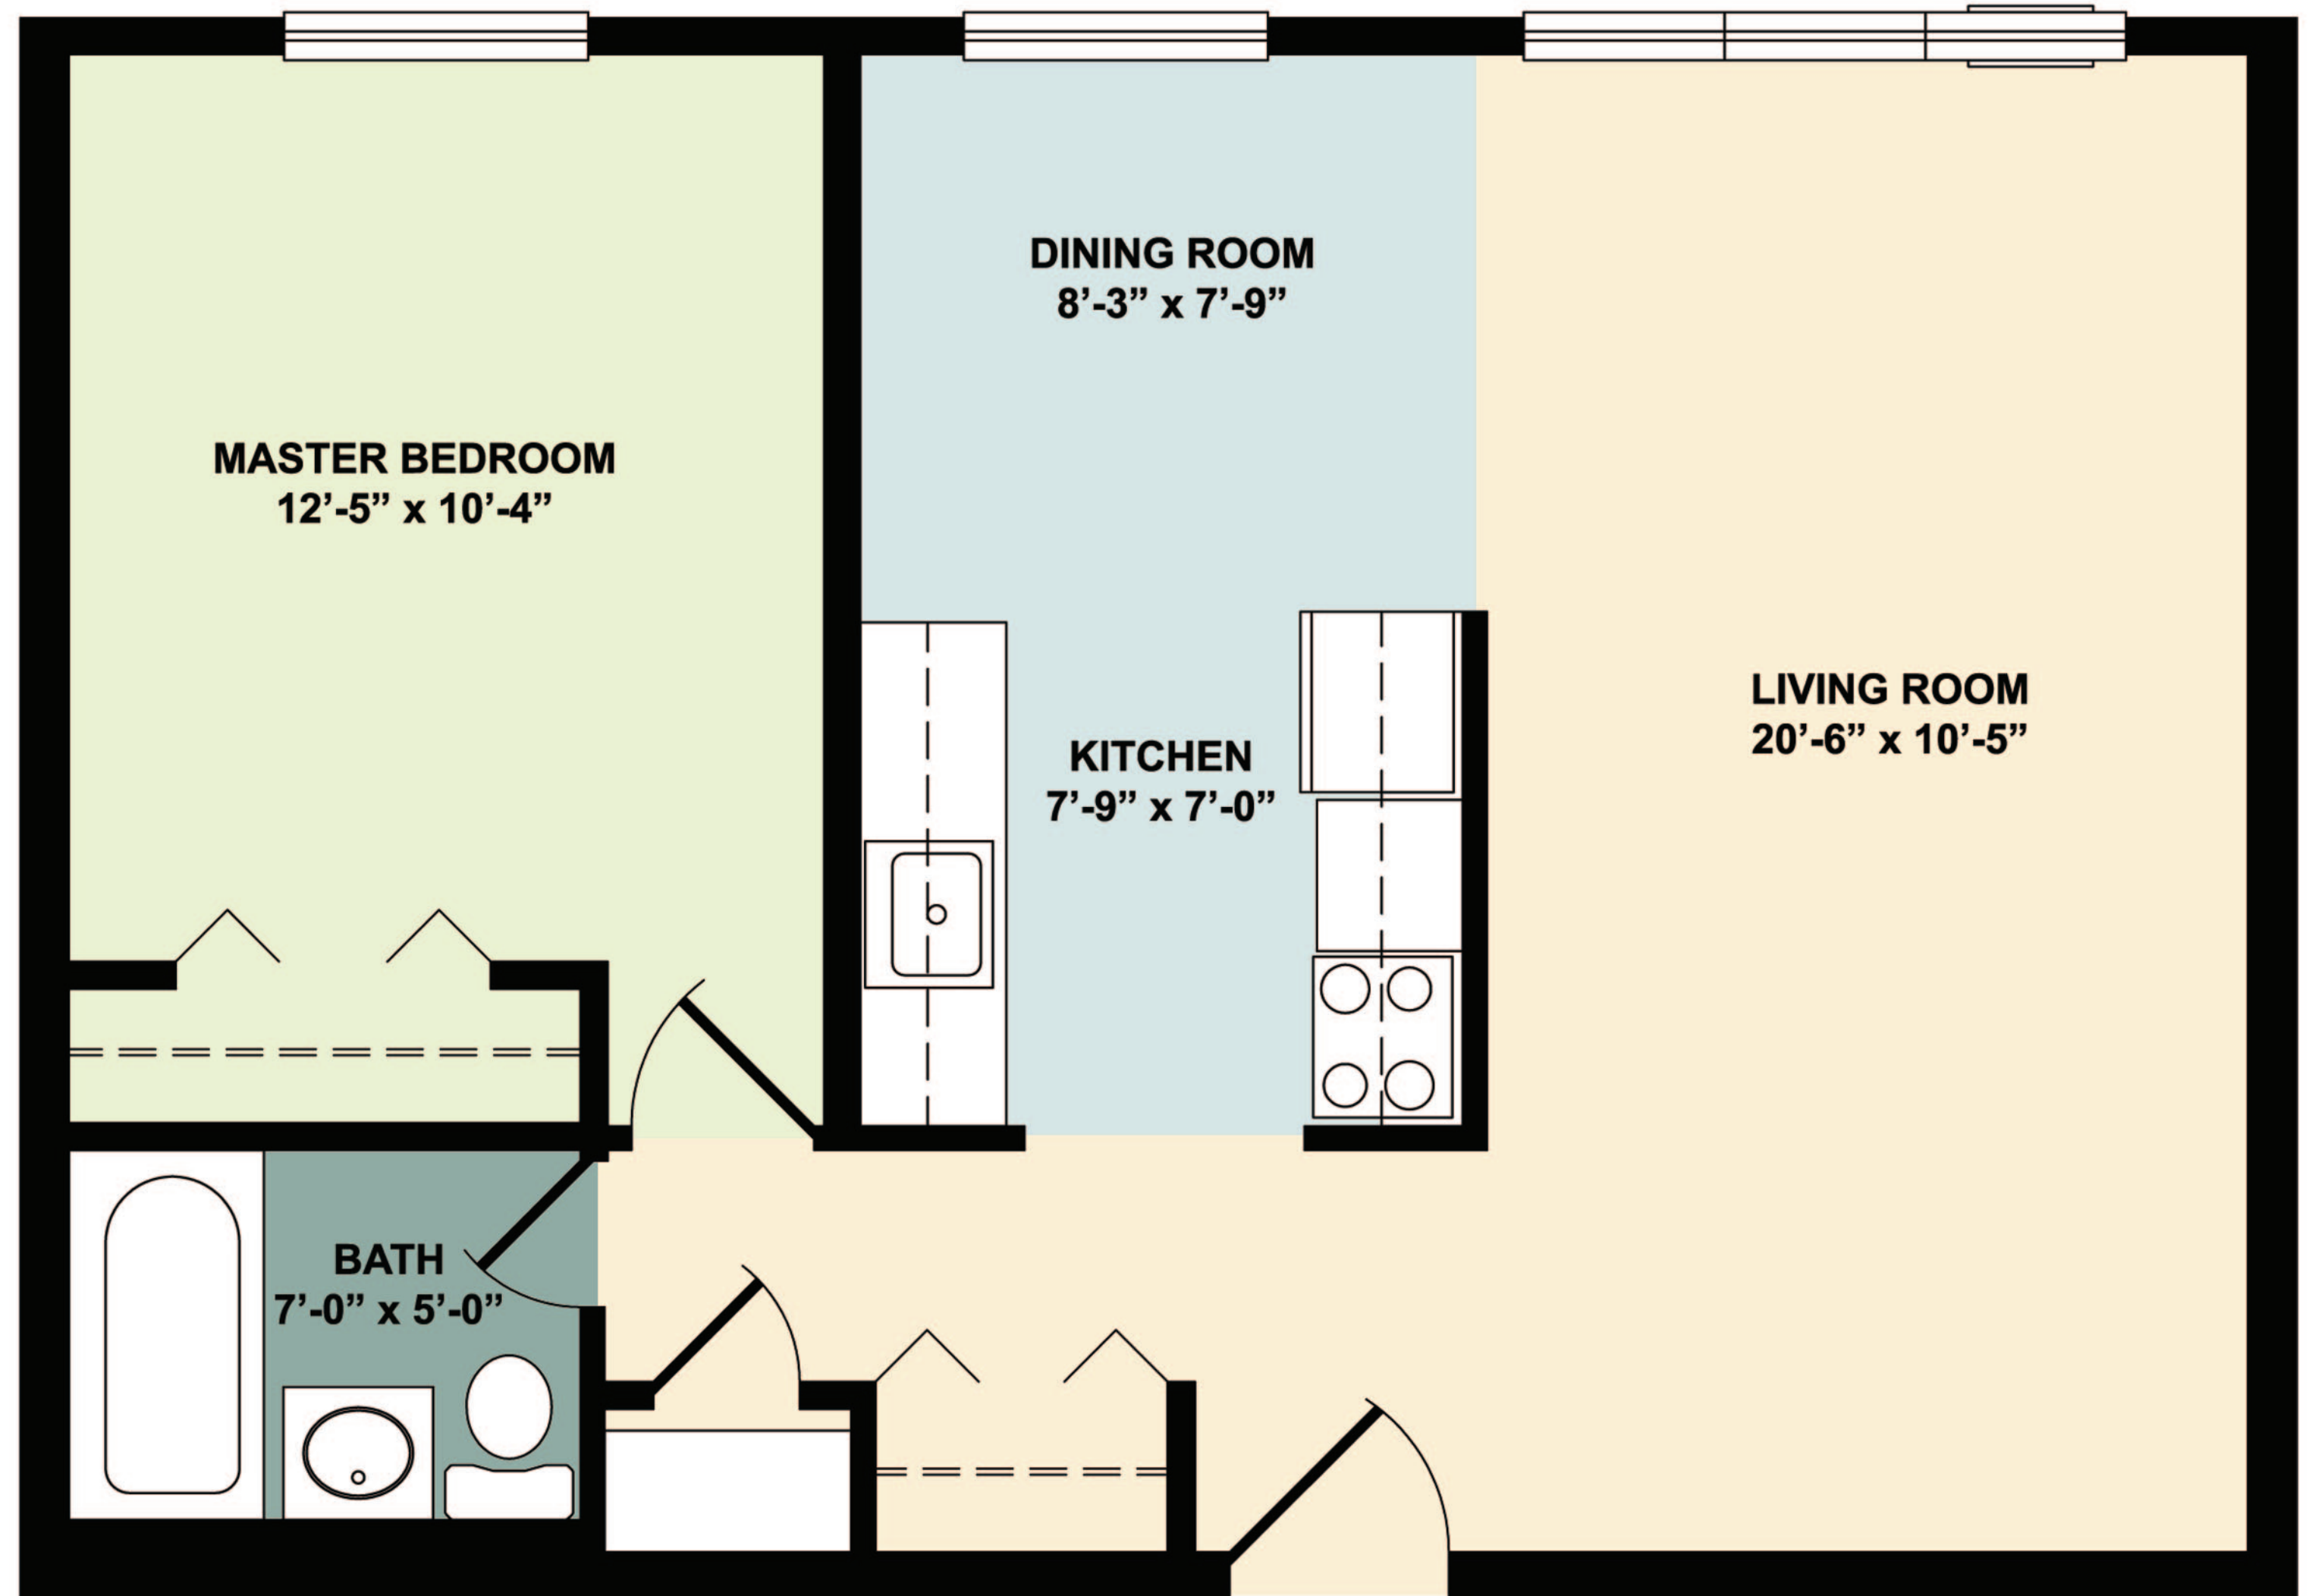 DINING ROOM
8’-3” x 7’-9”
MASTER BEDROOM
12’-5” x 10’-4”
LIVING ROOM
20’-6” x 10’-5”
KITCHEN
7’-9” x 7’-0”
BATH
7’-0” x 5’-0”